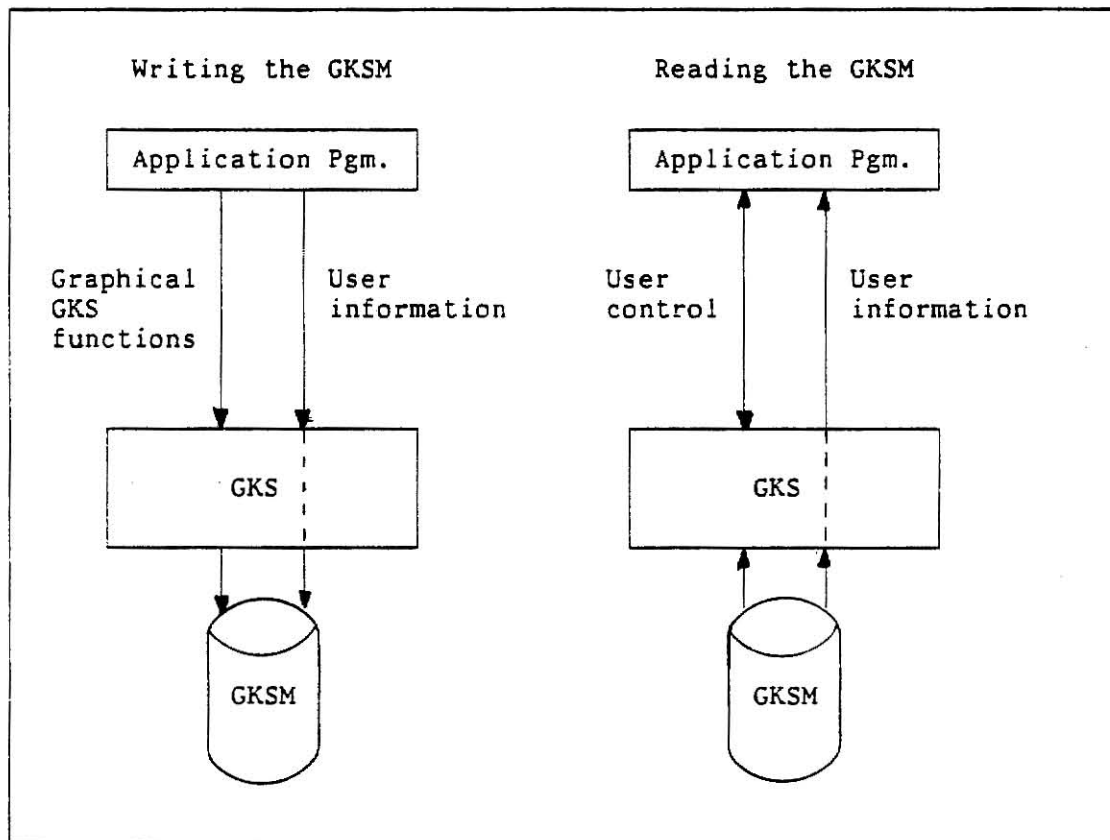 Writing the GKSM
Application Pgm.
Graphical
GKS
functions
User
information
GKS
GKSM
Reading the GKSM
Application Pgm.
User
control
User
information
GKS
GKSM